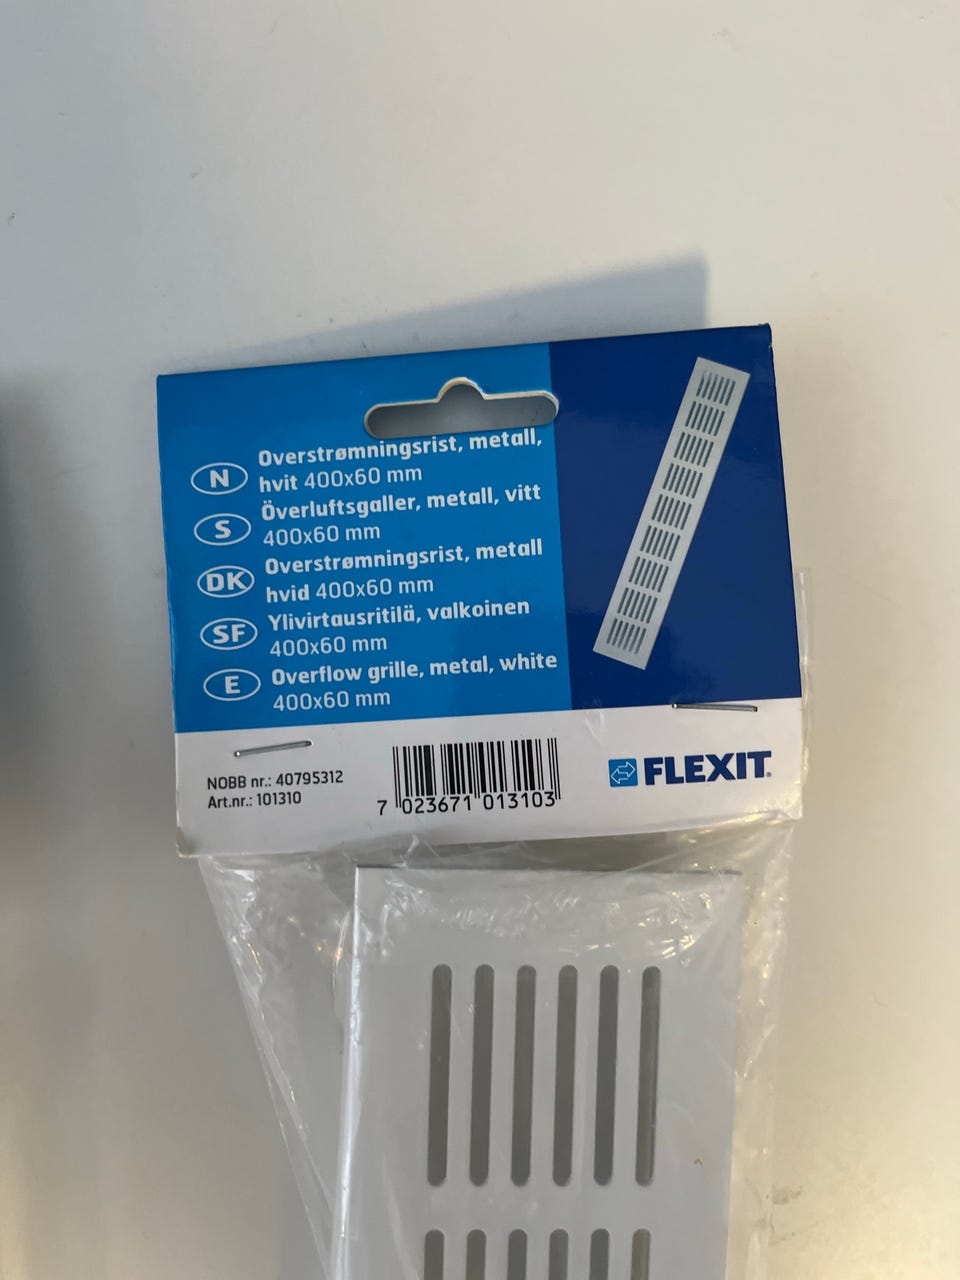 N
Overstrømningsrist, metall,
hvit 400x60 mm
S
Överluftsgaller, metall, vitt
400x60 mm
DK
Overstrømningsrist, metall
hvid 400x60 mm
SF
Ylivirtausritilä, valkoinen
400x60 mm
E
Overflow grille, metal, white
400x60 mm
NOBB nr.: 40795312
Art.nr.: 101310
7 023671 013103
FLEXIT®